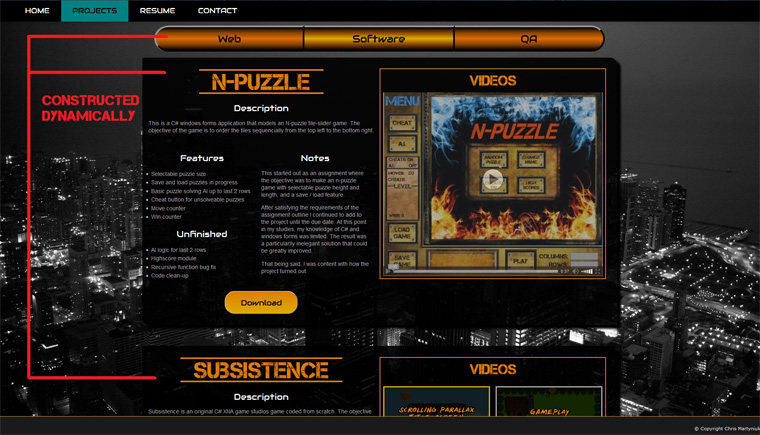 HOME PROJECTS RESUME CONTACT
Web Software QA
CONSTRUCTED
DYNAMICALLY
N-PUZZLE
Description
This is a C# windows forms application that models an N-puzzle tile-slider game. The
objective of the game is to order the tiles sequencially from the top left to the bottom right.
Features
Selectable puzzle size
Save and load puzzles in progress
Basic puzzle solving AI up to last 2 rows
Cheat button for unsolveable puzzles
Move counter
Win counter
Unfinished
AI logic for last 2 rows
Highscore module
Recursive function bug fix
Code clean-up
Notes
This started out as an assignment where
the objective was to make an n-puzzle
game with selectable puzzle height and
length, and a save / load feature.
After satisfying the requirements of the
assignment outline I continued to add to
the project until the due date. At this point
in my studies, my knowledge of C# and
windows forms was limited. The result was
a particularly inelegant solution that could
be greatly improved.
That being said, I was content with how the
project turned out.
Download
VIDEOS
MENU
CHEAT
AI
LEVEL
LOAD
GAME
SAVE
GAME
N-PUZZLE
RANDOM
PUZZLE
HIGH
SCORES
PLAY
COLUMNS
ROWS
SUBSISTENCE
Description
Subsistence is an original C# XNA game studios game coded from scratch. The objective
VIDEOS
SCROLLING PARALLAX
GAMEPLAY
© Copyright Chris Martyniuk